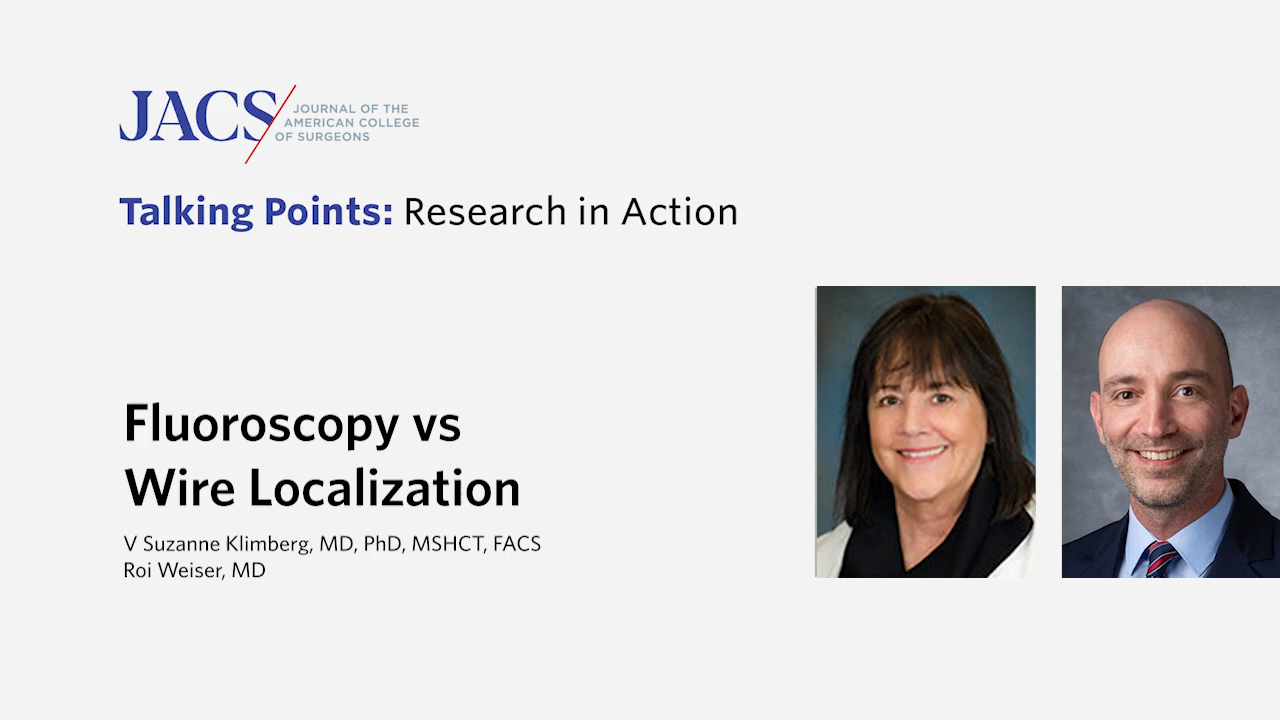 JACS
JOURNAL OF THE
AMERICAN COLLEGE
OF SURGEONS
Talking Points: Research in Action
Fluoroscopy vs
Wire Localization
V Suzanne Klimberg, MD, PhD, MSHCT, FACS
Roi Weiser, MD